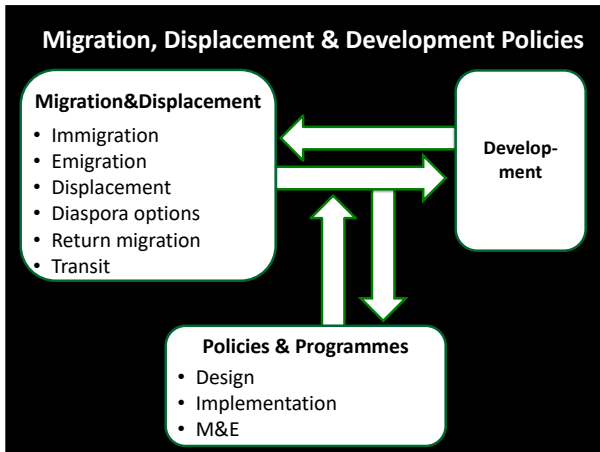 Migration, Displacement & Development Policies
Migration&Displacement
• Immigration
• Emigration
• Displacement
• Diaspora options
• Return migration
• Transit
Develop-
ment
Policies & Programmes
• Design
• Implementation
• M&E